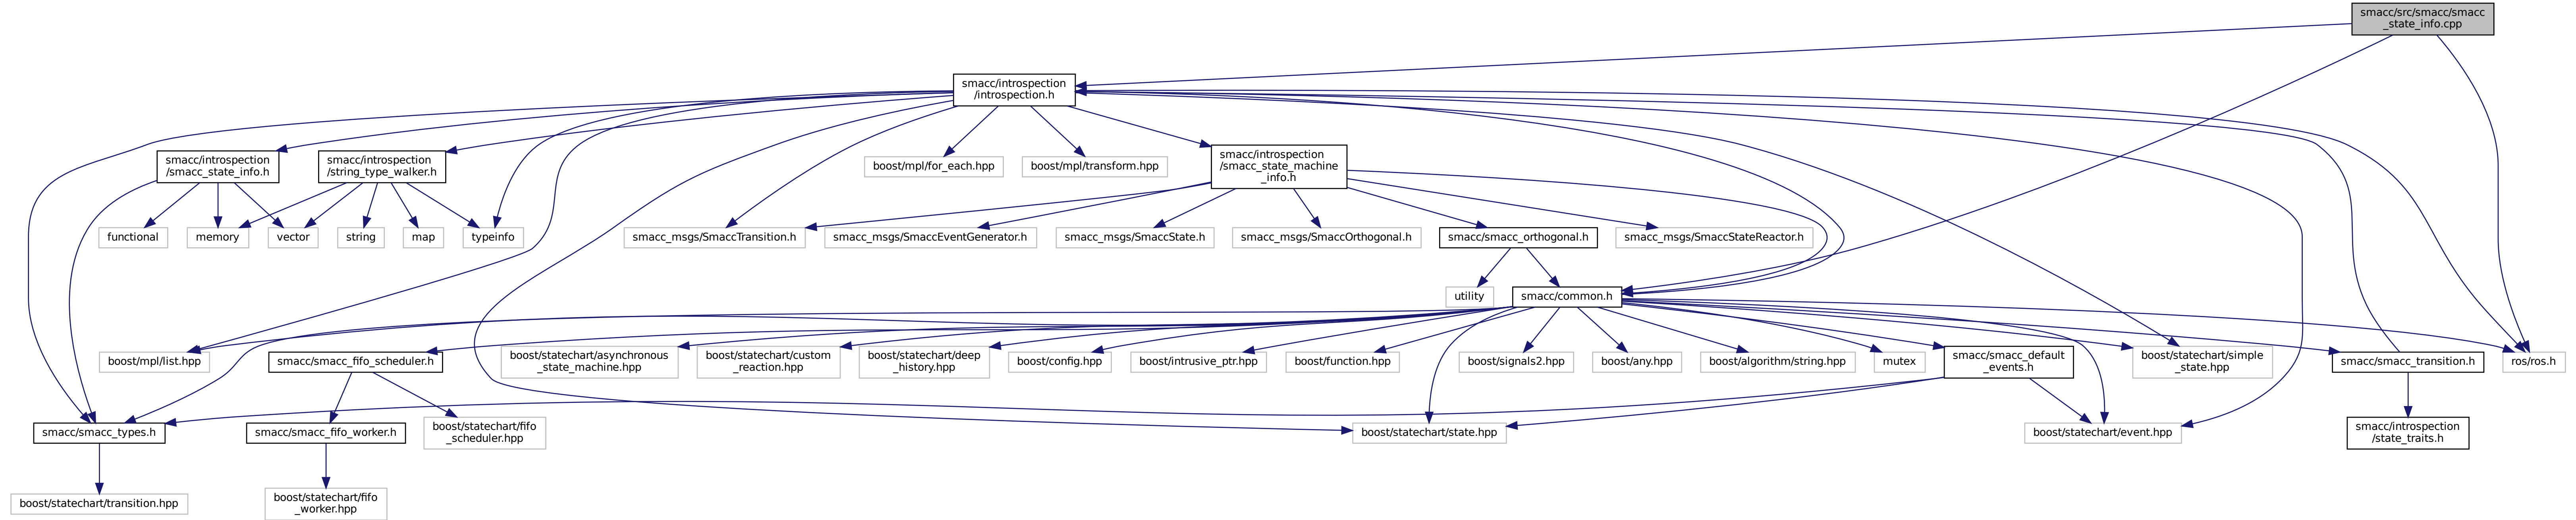 smacc/src/smacc/smacc
_state_info.cpp
smacc/introspection
/introspection.h
smacc/introspection
/smacc_state_info.h
smacc/introspection
/string_type_walker.h
boost/mpl/for_each.hpp
boost/mpl/transform.hpp
smacc/introspection
/smacc_state_machine
_info.h
functional
memory
vector
string
map
typeinfo
smacc_msgs/SmaccTransition.h
smacc_msgs/SmaccEventGenerator.h
smacc_msgs/SmaccState.h
smacc_msgs/SmaccOrthogonal.h
smacc/smacc_orthogonal.h
smacc_msgs/SmaccStateReactor.h
utility
smacc/common.h
boost/mpl/list.hpp
smacc/smacc_fifo_scheduler.h
boost/statechart/asynchronous
_state_machine.hpp
boost/statechart/custom
_reaction.hpp
boost/statechart/deep
_history.hpp
boost/config.hpp
boost/intrusive_ptr.hpp
boost/function.hpp
boost/signals2.hpp
boost/any.hpp
boost/algorithm/string.hpp
mutex
smacc/smacc_default
_events.h
boost/statechart/simple
_state.hpp
smacc/smacc_transition.h
ros/ros.h
smacc/smacc_types.h
smacc/smacc_fifo_worker.h
boost/statechart/fifo
_scheduler.hpp
boost/statechart/state.hpp
boost/statechart/event.hpp
smacc/introspection
/state_traits.h
boost/statechart/transition.hpp
boost/statechart/fifo
_worker.hpp